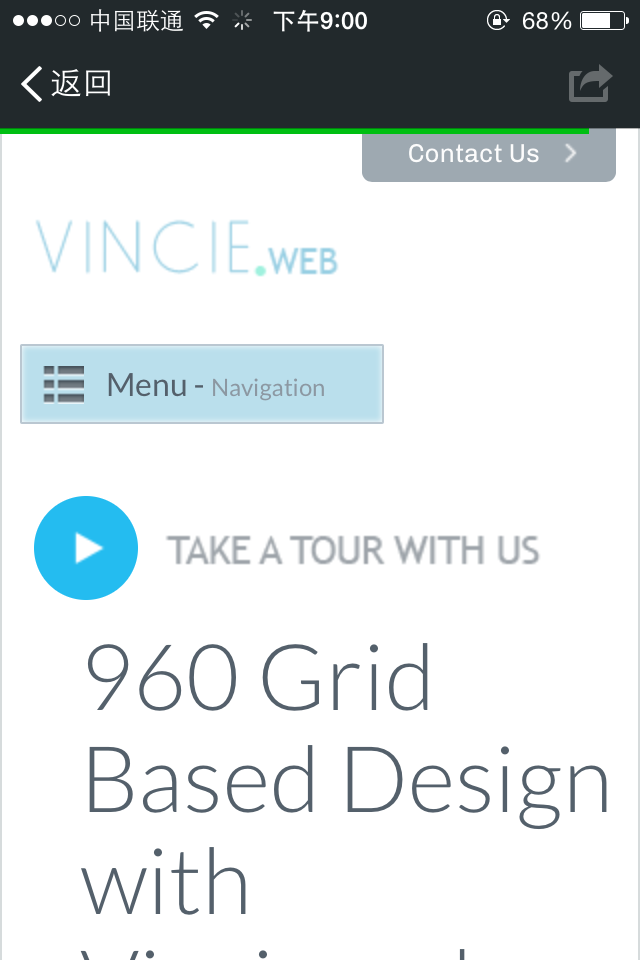 中国联通 下午9:00 68%
返回
Contact Us
VINCIE.WEB
Menu - Navigation
TAKE A TOUR WITH US
960 Grid
Based Design
with